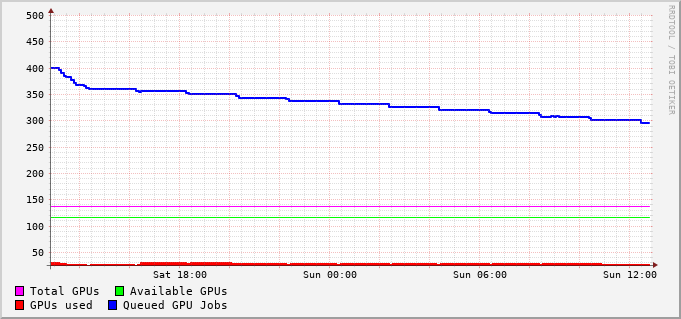 RRDTOOL / TOBI OETIKER
500
450
400
350
300
250
200
150
100
50
Sat 18:00 Sun 00:00 Sun 06:00 Sun 12:00
Total GPUs Available GPUs
GPUs used Queued GPU Jobs